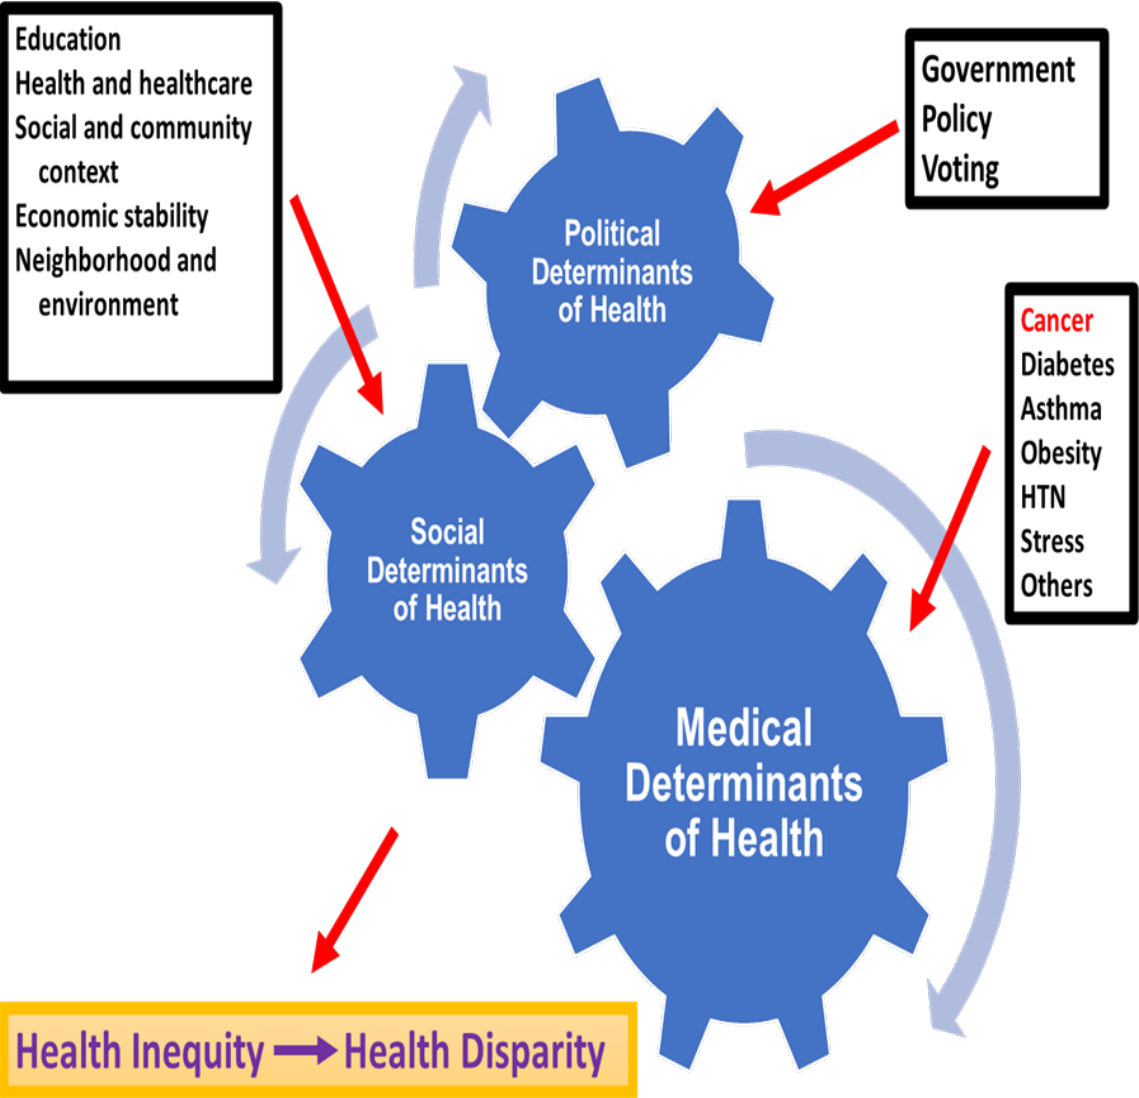 Education
Health and healthcare
Social and community
context
Economic stability
Neighborhood and
environment
Government
Policy
Voting
Political
Determinants
of Health
Cancer
Diabetes
Asthma
Obesity
HTN
Stress
Others
Social
Determinants
of Health
Medical
Determinants
of Health
Health Inequity → Health Disparity